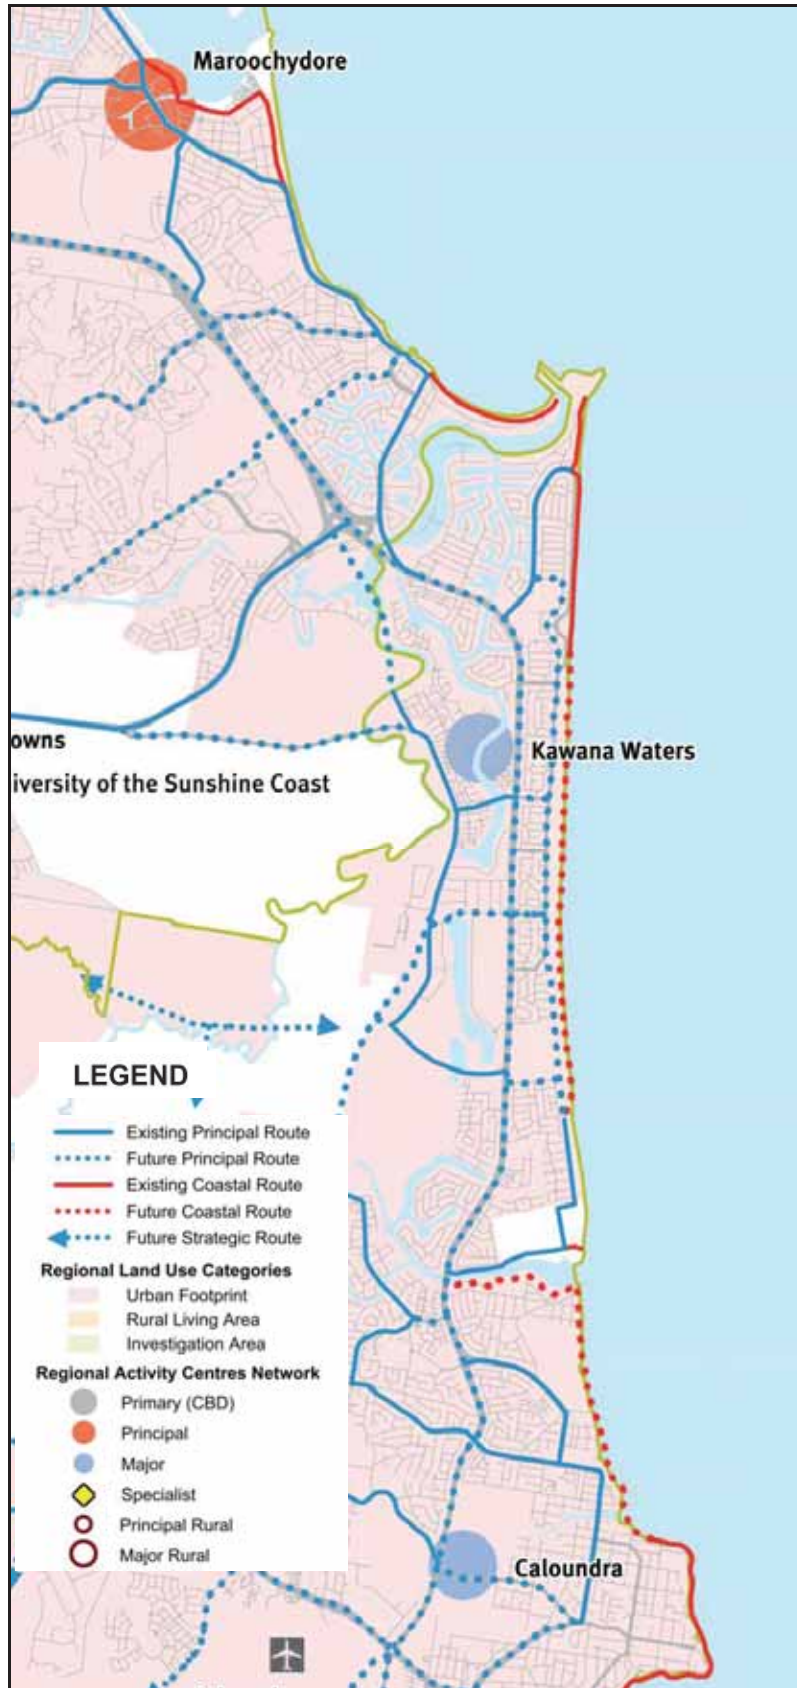 Maroochydore
Kawana Waters
owns
iversity of the Sunshine Coast
LEGEND
Existing Principal Route
Future Principal Route
Existing Coastal Route
Future Coastal Route
Future Strategic Route
Regional Land Use Categories
Urban Footprint
Rural Living Area
Investigation Area
Regional Activity Centres Network
Primary (CBD)
Principal
Major
Specialist
Principal Rural
Major Rural
Caloundra